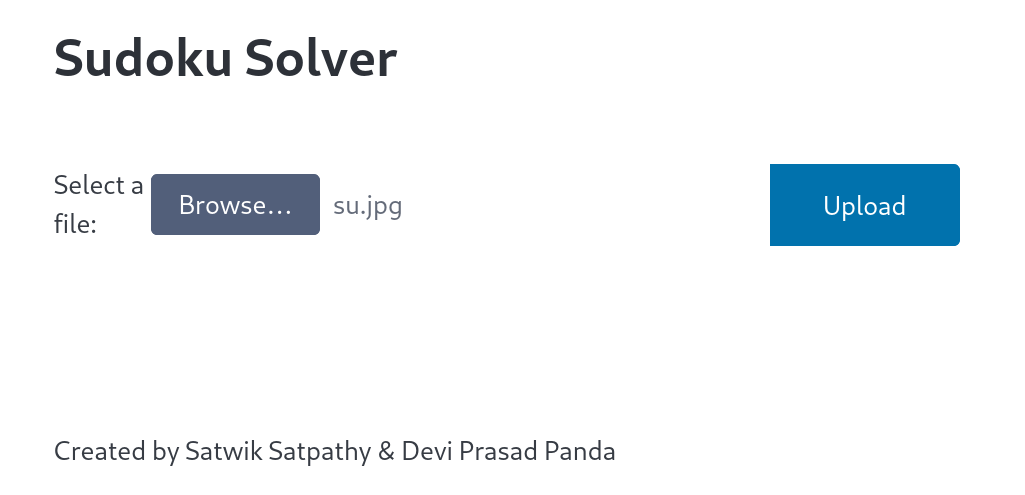 Sudoku Solver
Select a
file:
Browse...
su.jpg
Upload
Created by Satwik Satpathy & Devi Prasad Panda